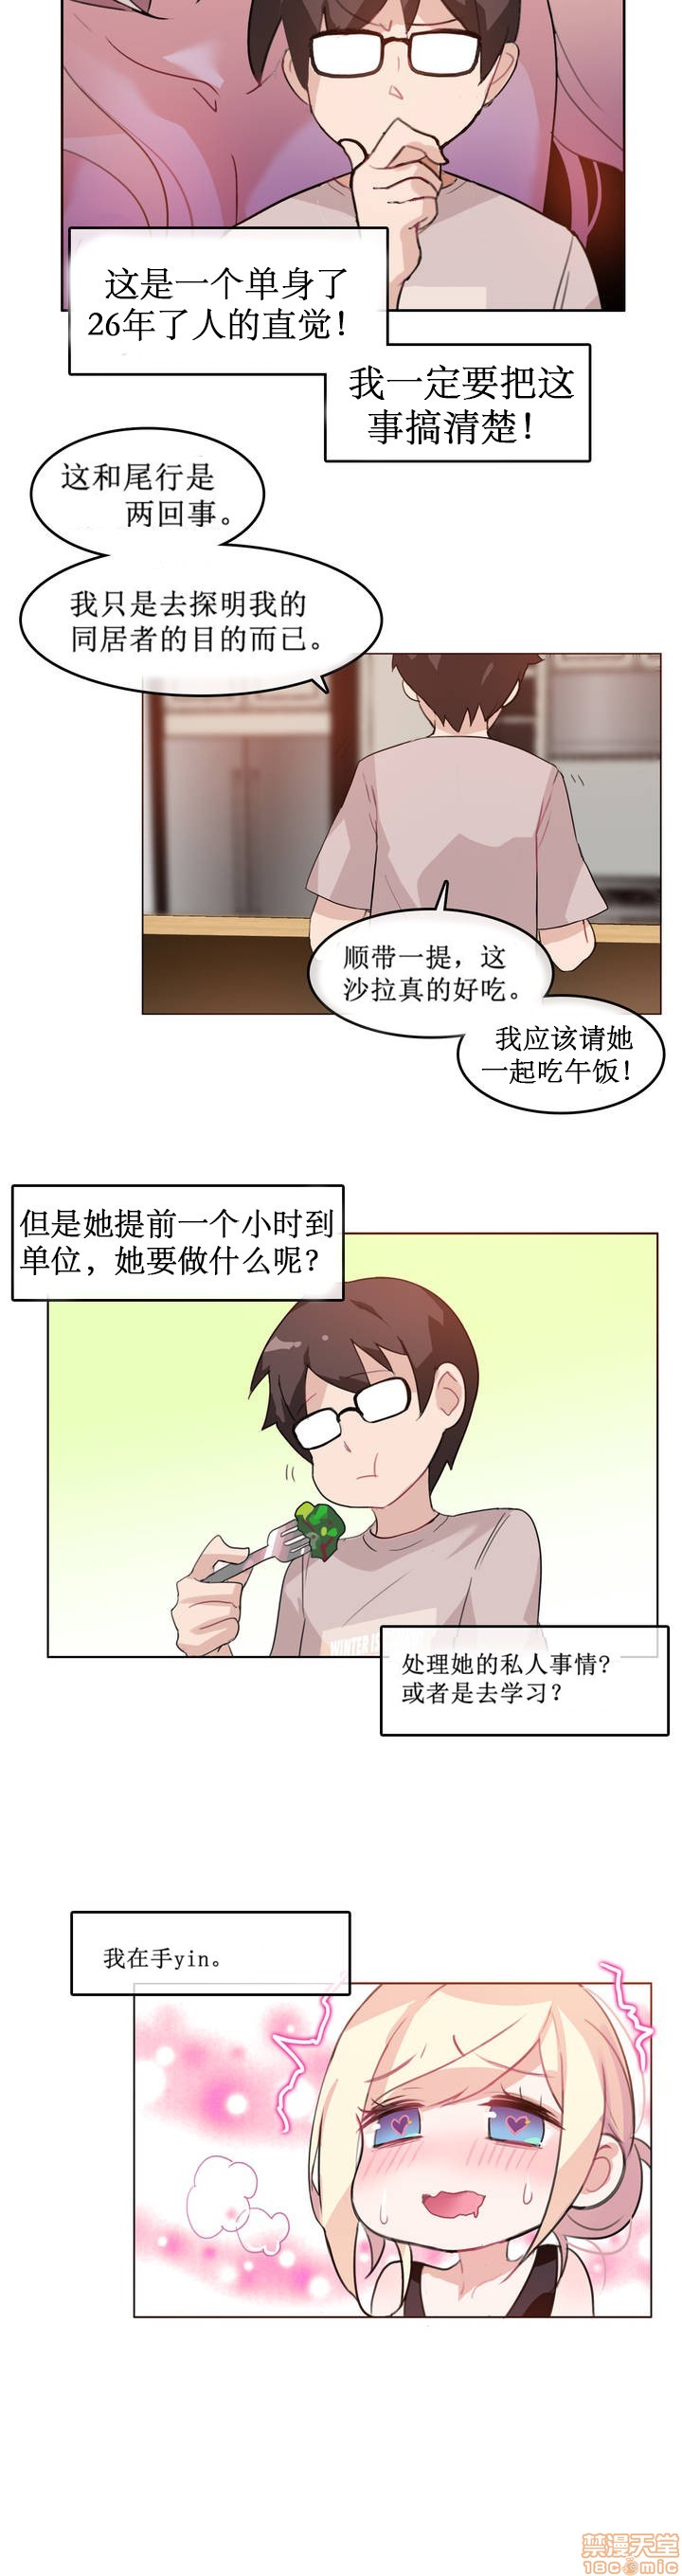 这是一个单身了
26年了人的直觉！
我一定要把这
事搞清楚！
这和尾行是
两回事。
我只是去探明我的
同居者的目的而已。
顺带一提，这
沙拉真的好吃。
我应该请她
一起吃午饭！
但是她提前一个小时到
单位，她要做什么呢？
WINTER IS
处理她的私人事情?
或者是去学习？
我在手yin。
禁漫天堂
18comic